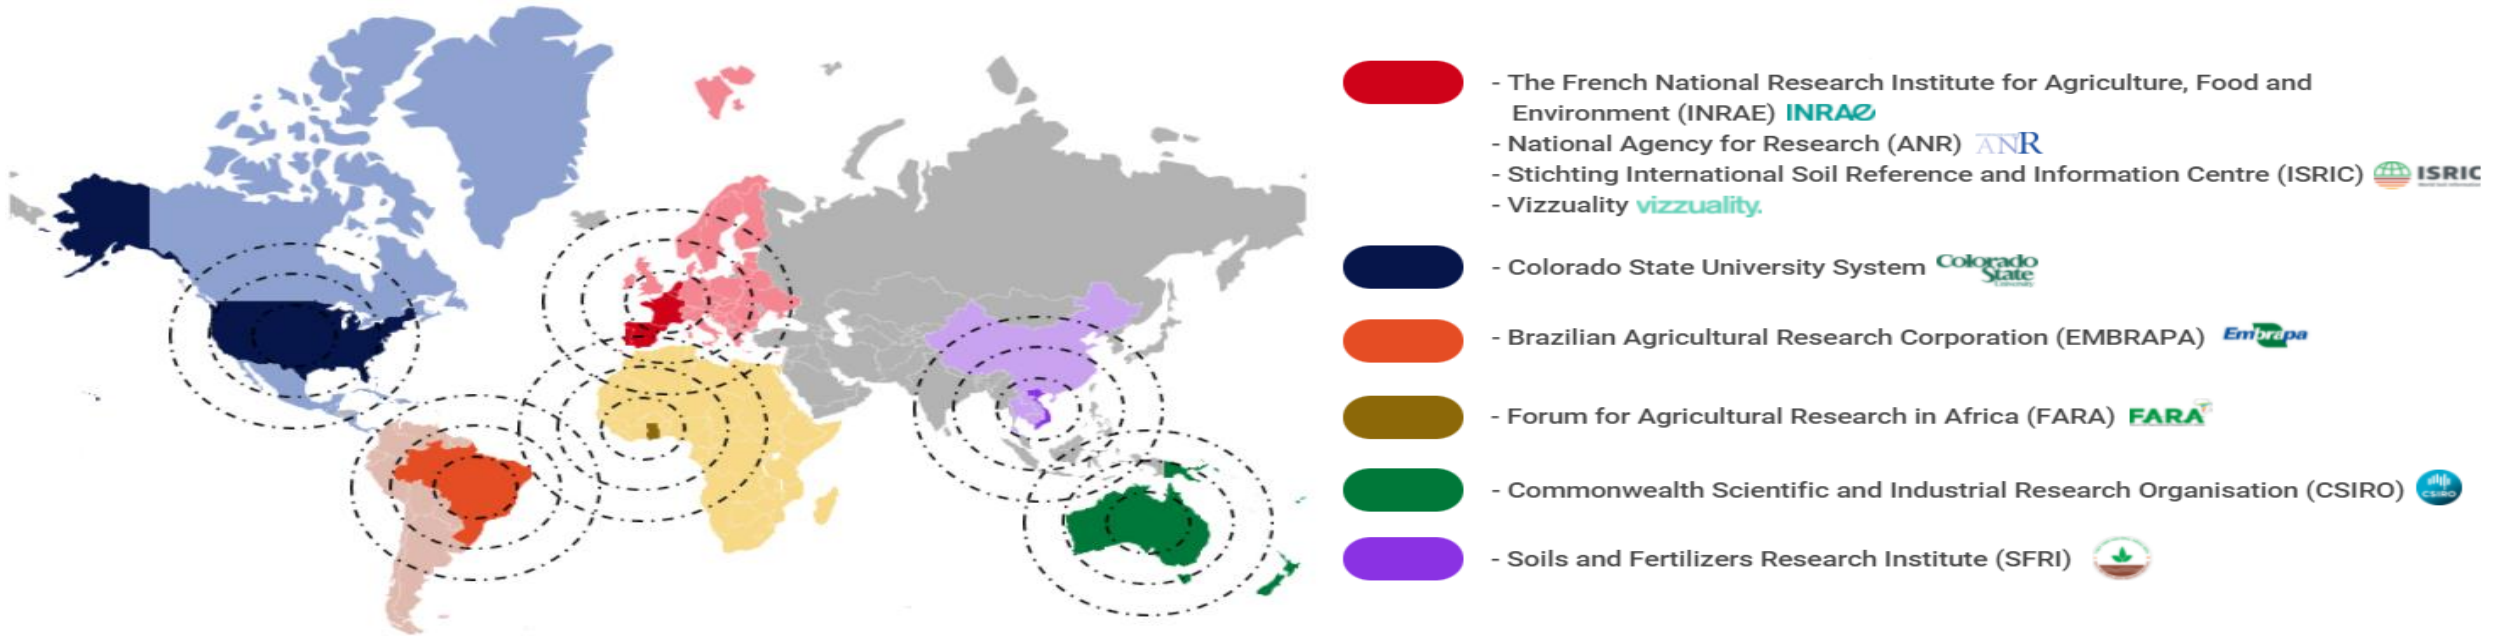 - The French National Research Institute for Agriculture, Food and
Environment (INRAE) INRAE
- National Agency for Research (ANR) ANR
- Stichting International Soil Reference and Information Centre (ISRIC) ISRIC
- Vizzuality vizzuality.
- Colorado State University System Colorado
State
University
- Brazilian Agricultural Research Corporation (EMBRAPA) Embrapa
- Forum for Agricultural Research in Africa (FARA) FARA
- Commonwealth Scientific and Industrial Research Organisation (CSIRO) CSIRO
- Soils and Fertilizers Research Institute (SFRI)